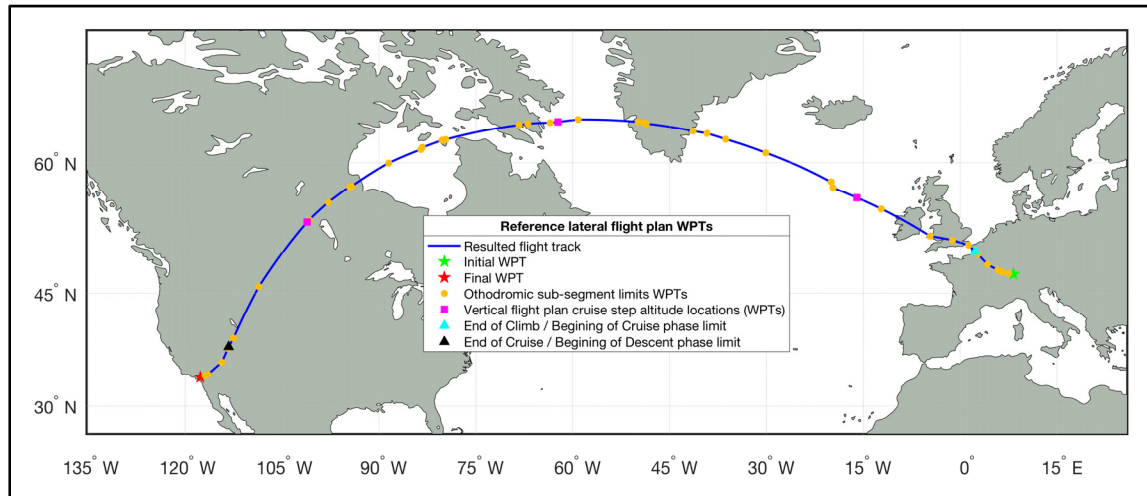 60° N
45° N
30° N
Reference lateral flight plan WPTs
Resulted flight track
Initial WPT
Final WPT
Othodromic sub-segment limits WPTs
Vertical flight plan cruise step altitude locations (WPTs)
End of Climb / Begining of Cruise phase limit
End of Cruise / Begining of Descent phase limit
135° W 120° W 105° W 90° W 75° W 60° W 45° W 30° W 15° W 0° 15° E